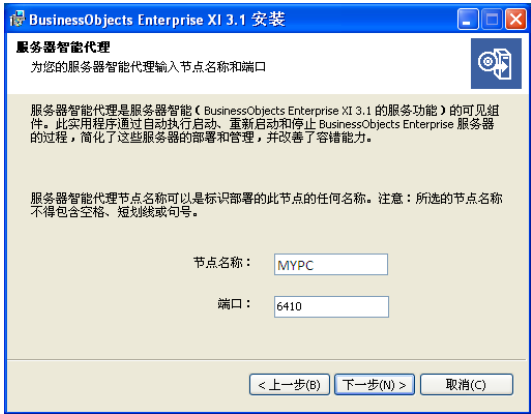 BusinessObjects Enterprise XI 3.1 安装
服务器智能代理
为您的服务器智能代理输入节点名称和端口
服务器智能代理是服务器智能 ( BusinessObjects Enterprise XI 3.1 的服务功能 ) 的可见组
件。此实用程序通过自动执行启动、重新启动和停止 BusinessObjects Enterprise 服务器
的过程，简化了这些服务器的部署和管理，并改善了容错能力。
服务器智能代理节点名称可以是标识部署的此节点的任何名称。注意：所选的节点名称
不得包含空格、短划线或句号。
节点名称： MYPC
端口： 6410
< 上一步(B) 下一步(N) > 取消(C)